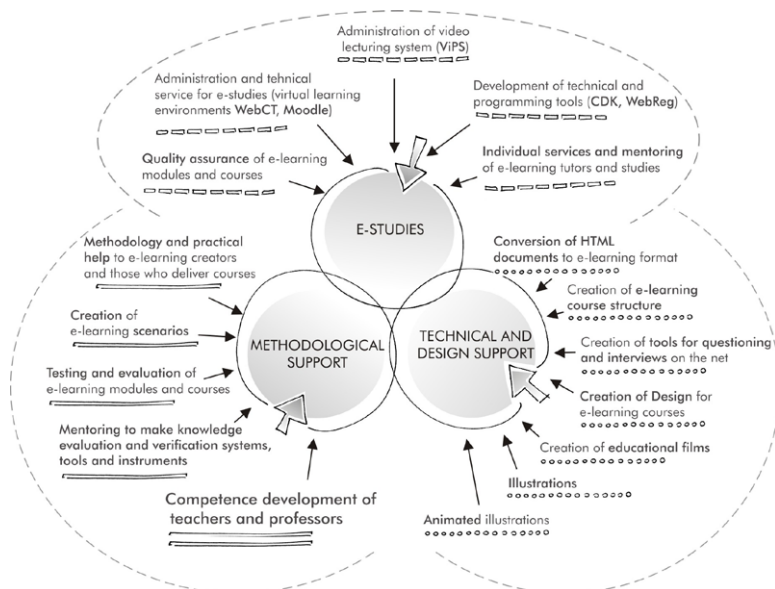 Administration of video
lecturing system (ViPS)
Administration and tehnical
service for e-studies (virtual learning
environments WebCT, Moodle)
Development of technical and
programming tools (CDK, WebReg)
Quality assurance of e-learning
modules and courses
Individual services and mentoring
of e-learning tutors and studies
E-STUDIES
Methodology and practical
help to e-learning creators
and those who deliver courses
Creation of
e-learning scenarios
Testing and evaluation of
e-learning modules and courses
Mentoring to make knowledge
evaluation and verification systems,
tools and instruments
Competence development of
teachers and professors
METHODOLOGICAL
SUPPORT
TECHNICAL AND
DESIGN SUPPORT
Conversion of HTML
documents to e-learning format
Creation of e-learning
course structure
Creation of tools for questioning
and interviews on the net
Creation of Design for
e-learning courses
Creation of educational films
Illustrations
Animated illustrations